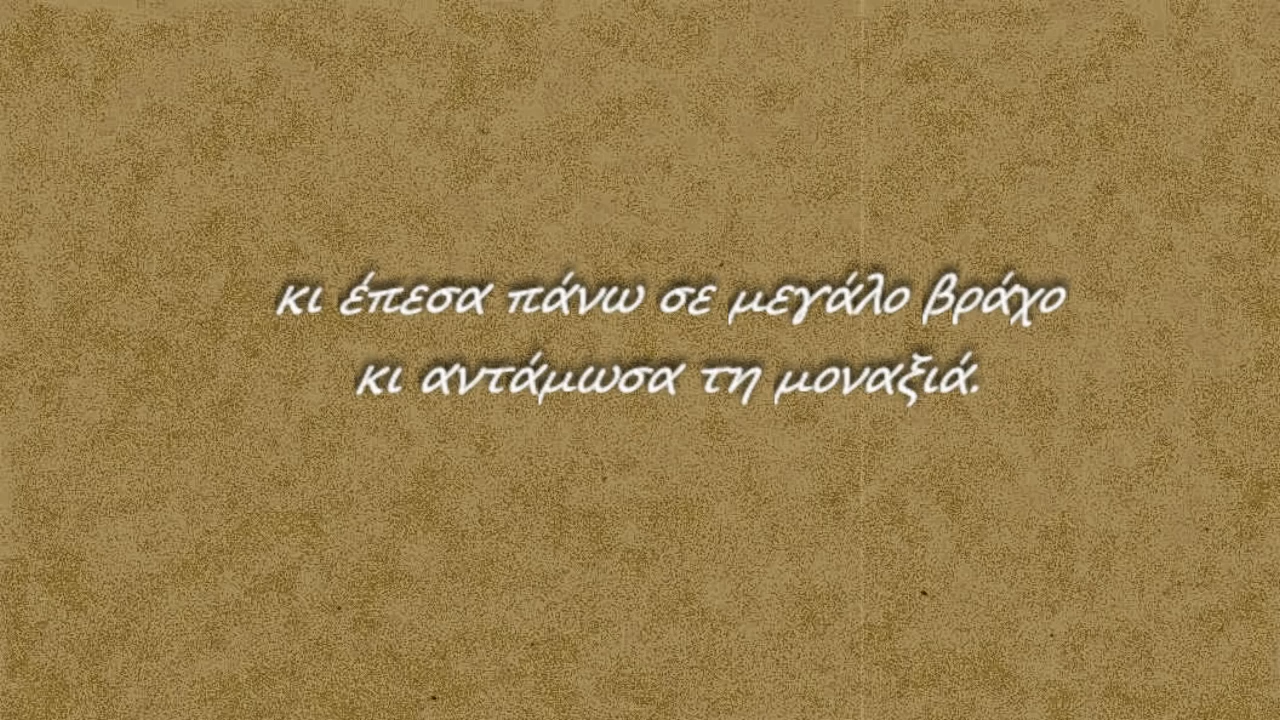 κι έπεσα πάνω σε μεγάλο βράχο
κι αντάμωσα τη μοναξιά.